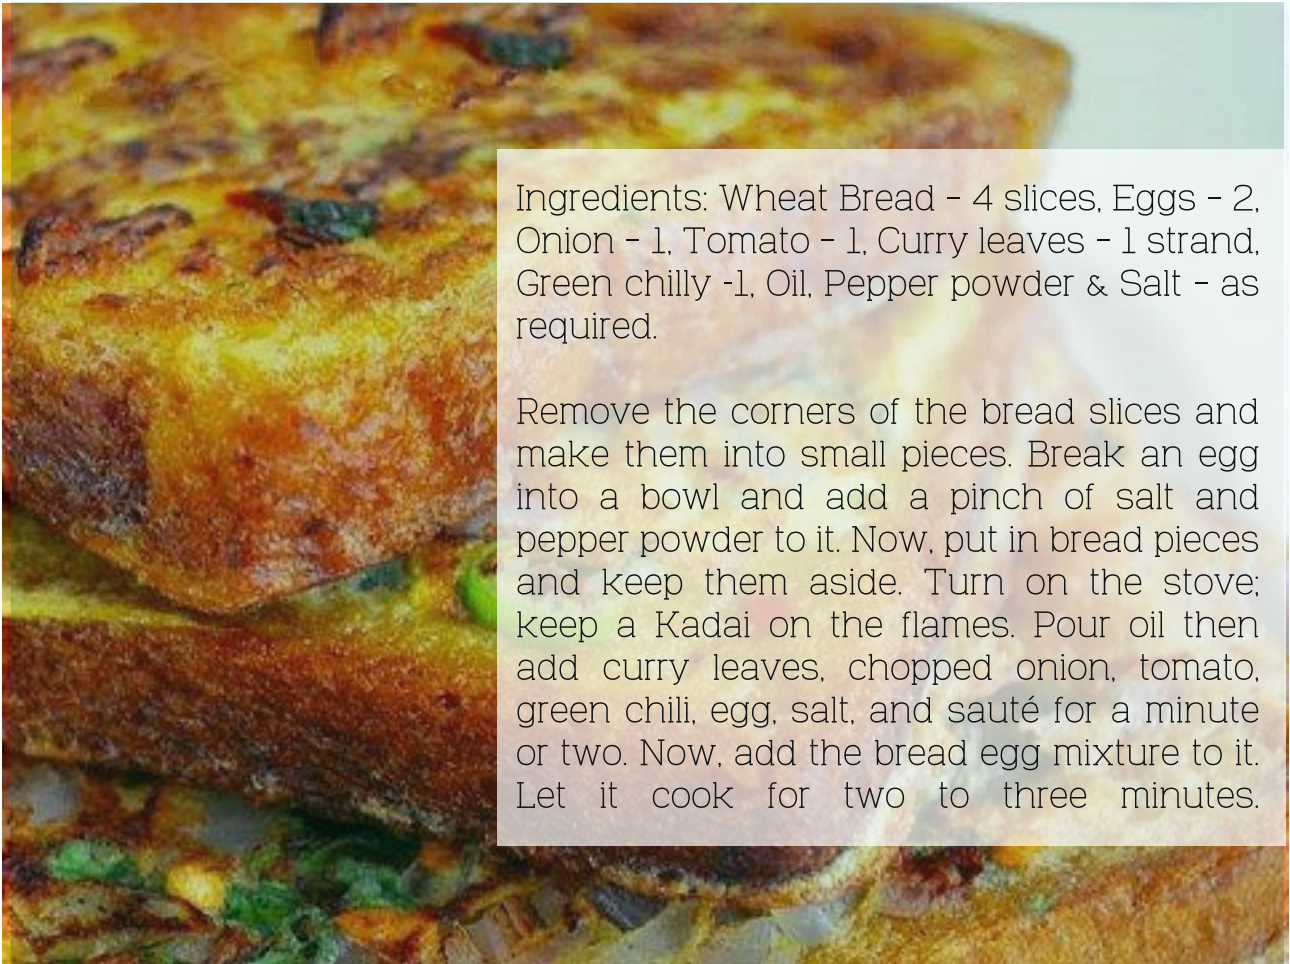 Ingredients: Wheat Bread - 4 slices, Eggs - 2,
Onion - 1, Tomato - 1, Curry leaves - 1 strand,
Green chilly -1, Oil, Pepper powder & Salt - as
required.
Remove the corners of the bread slices and
make them into small pieces. Break an egg
into a bowl and add a pinch of salt and
pepper powder to it. Now, put in bread pieces
and keep them aside. Turn on the stove;
keep a Kadai on the flames. Pour oil then
add curry leaves, chopped onion, tomato,
green chili, egg, salt, and sauté for a minute
or two. Now, add the bread egg mixture to it.
Let it cook for two to three minutes.